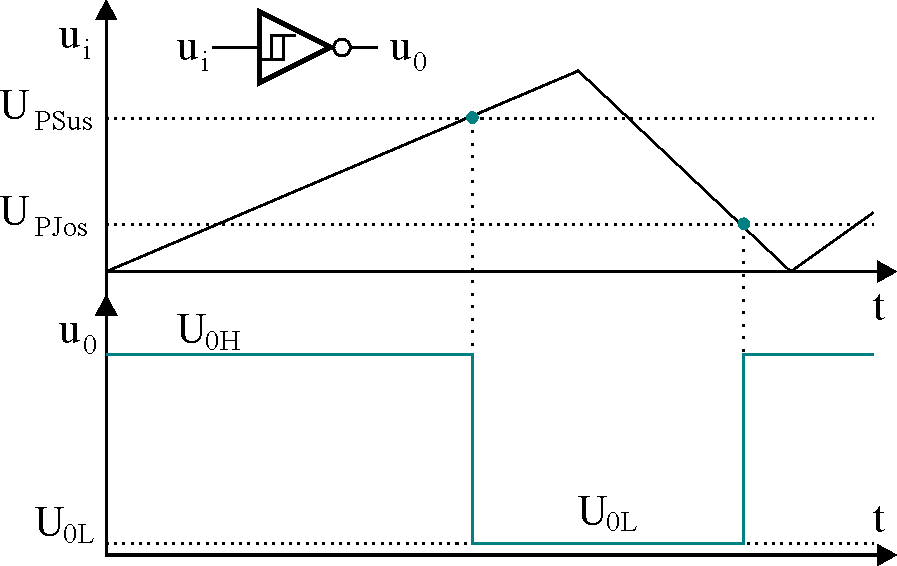 u_i
u_i u_0
U_PSus
U_PJos
t
u_0 U_0H
U_0L U_0L t